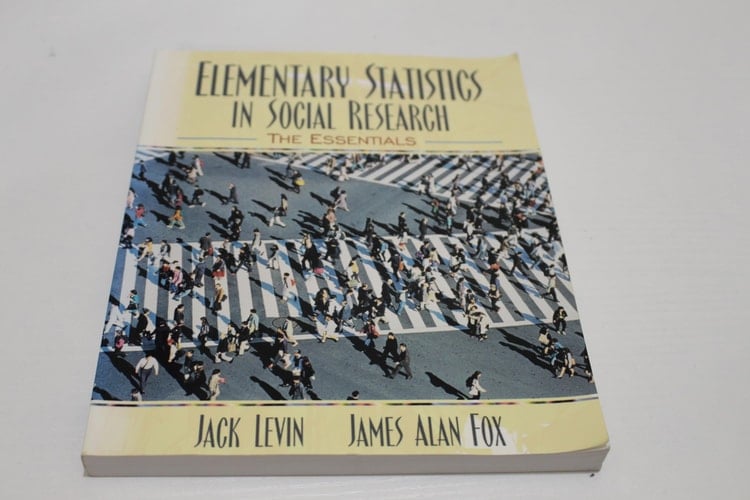 ELEMENTARY STATISTICS
IN SOCIAL RESEARCH
THE ESSENTIALS
JACK LEVIN JAMES ALAN FOX